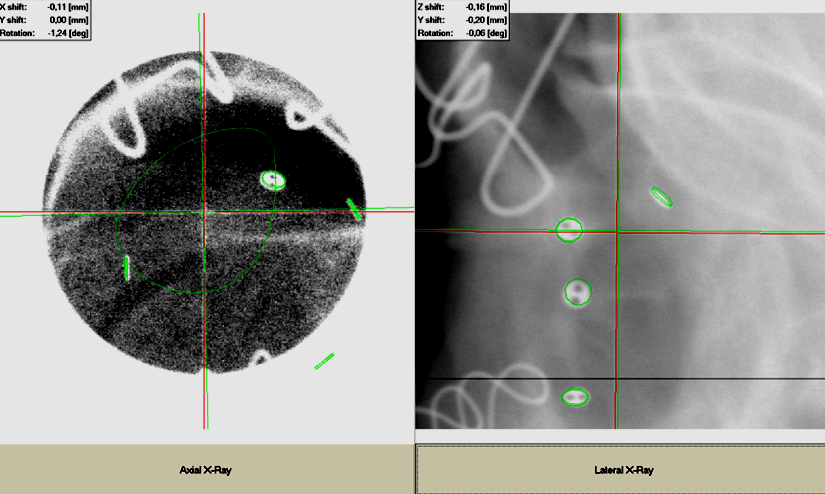 X shift: -0,11 [mm]
Y shift: 0,00 [mm]
Rotation: -1,24 [deg]
Z shift: -0,16 [mm]
Y shift: -0,20 [mm]
Rotation: -0,06 [deg]
Axial X-Ray
Lateral X-Ray